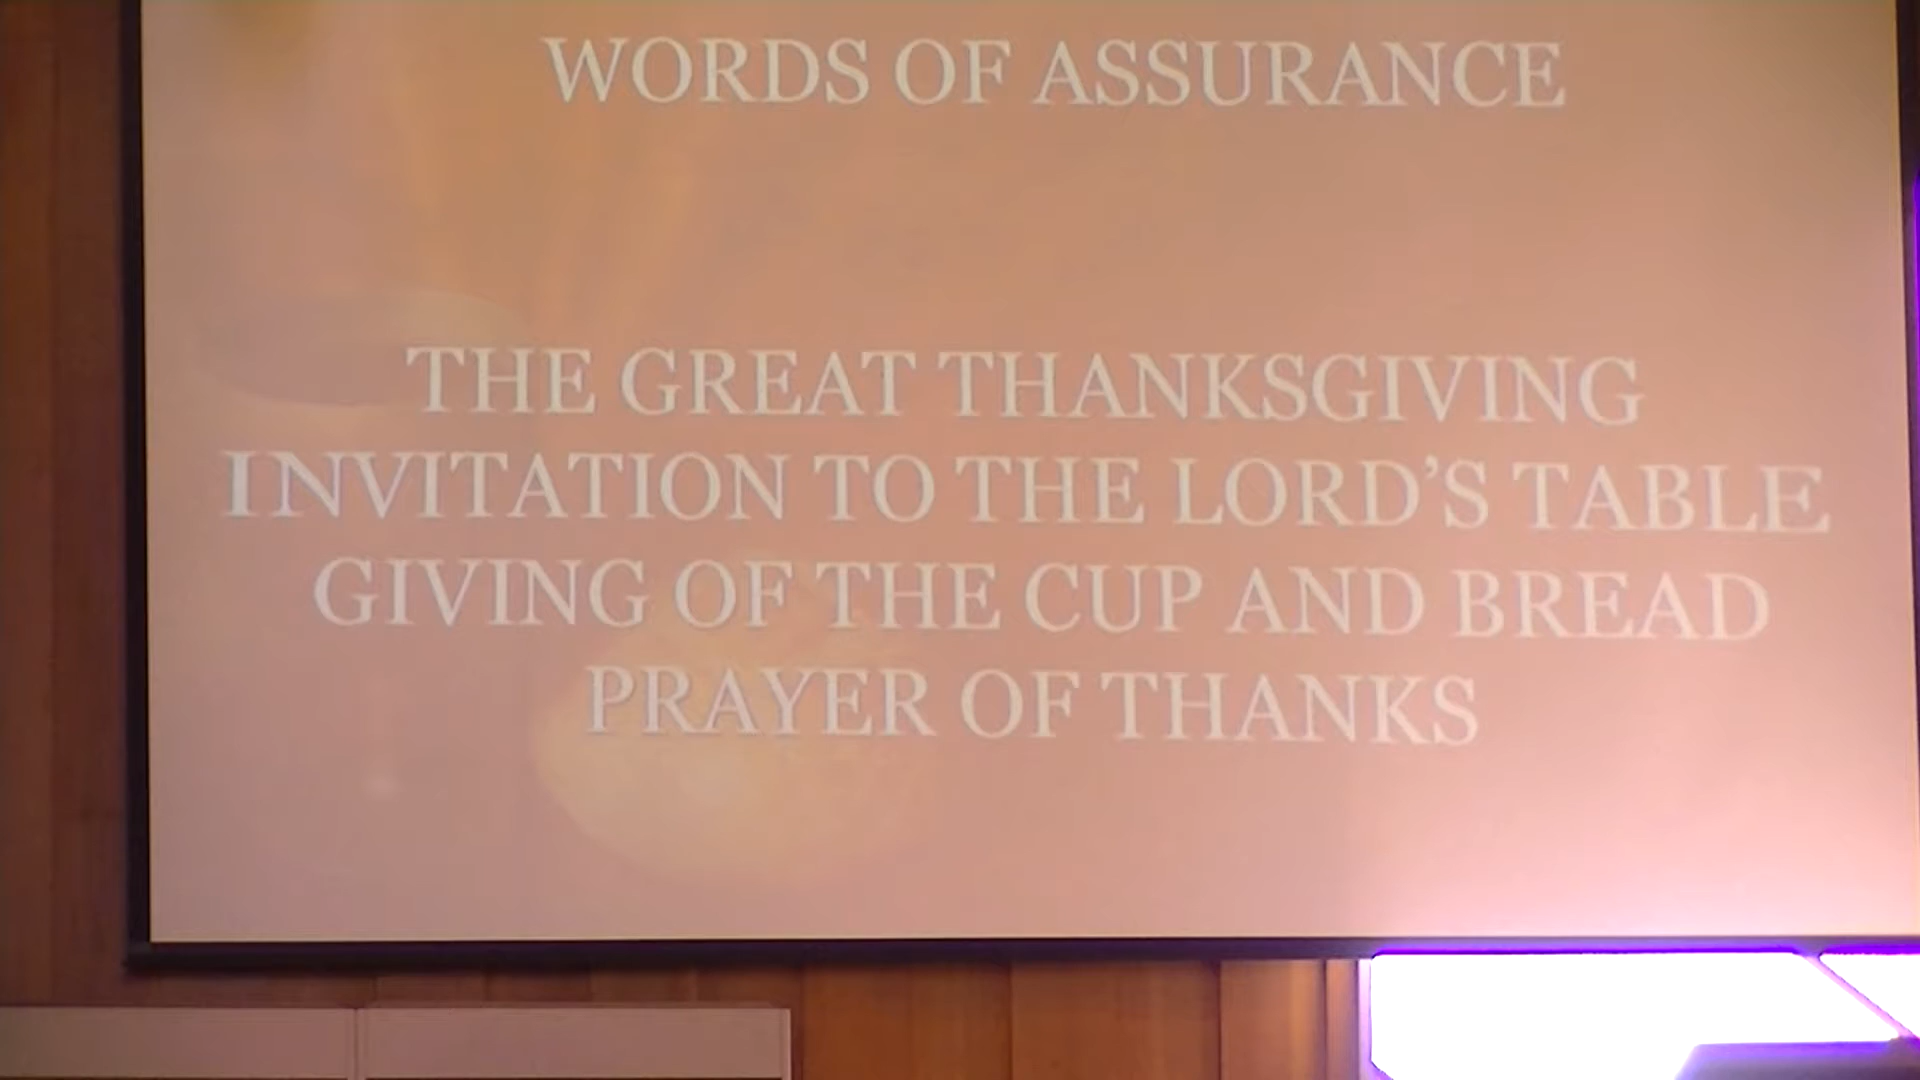 WORDS OF ASSURANCE
THE GREAT THANKSGIVING
INVITATION TO THE LORD’S TABLE
GIVING OF THE CUP AND BREAD
PRAYER OF THANKS